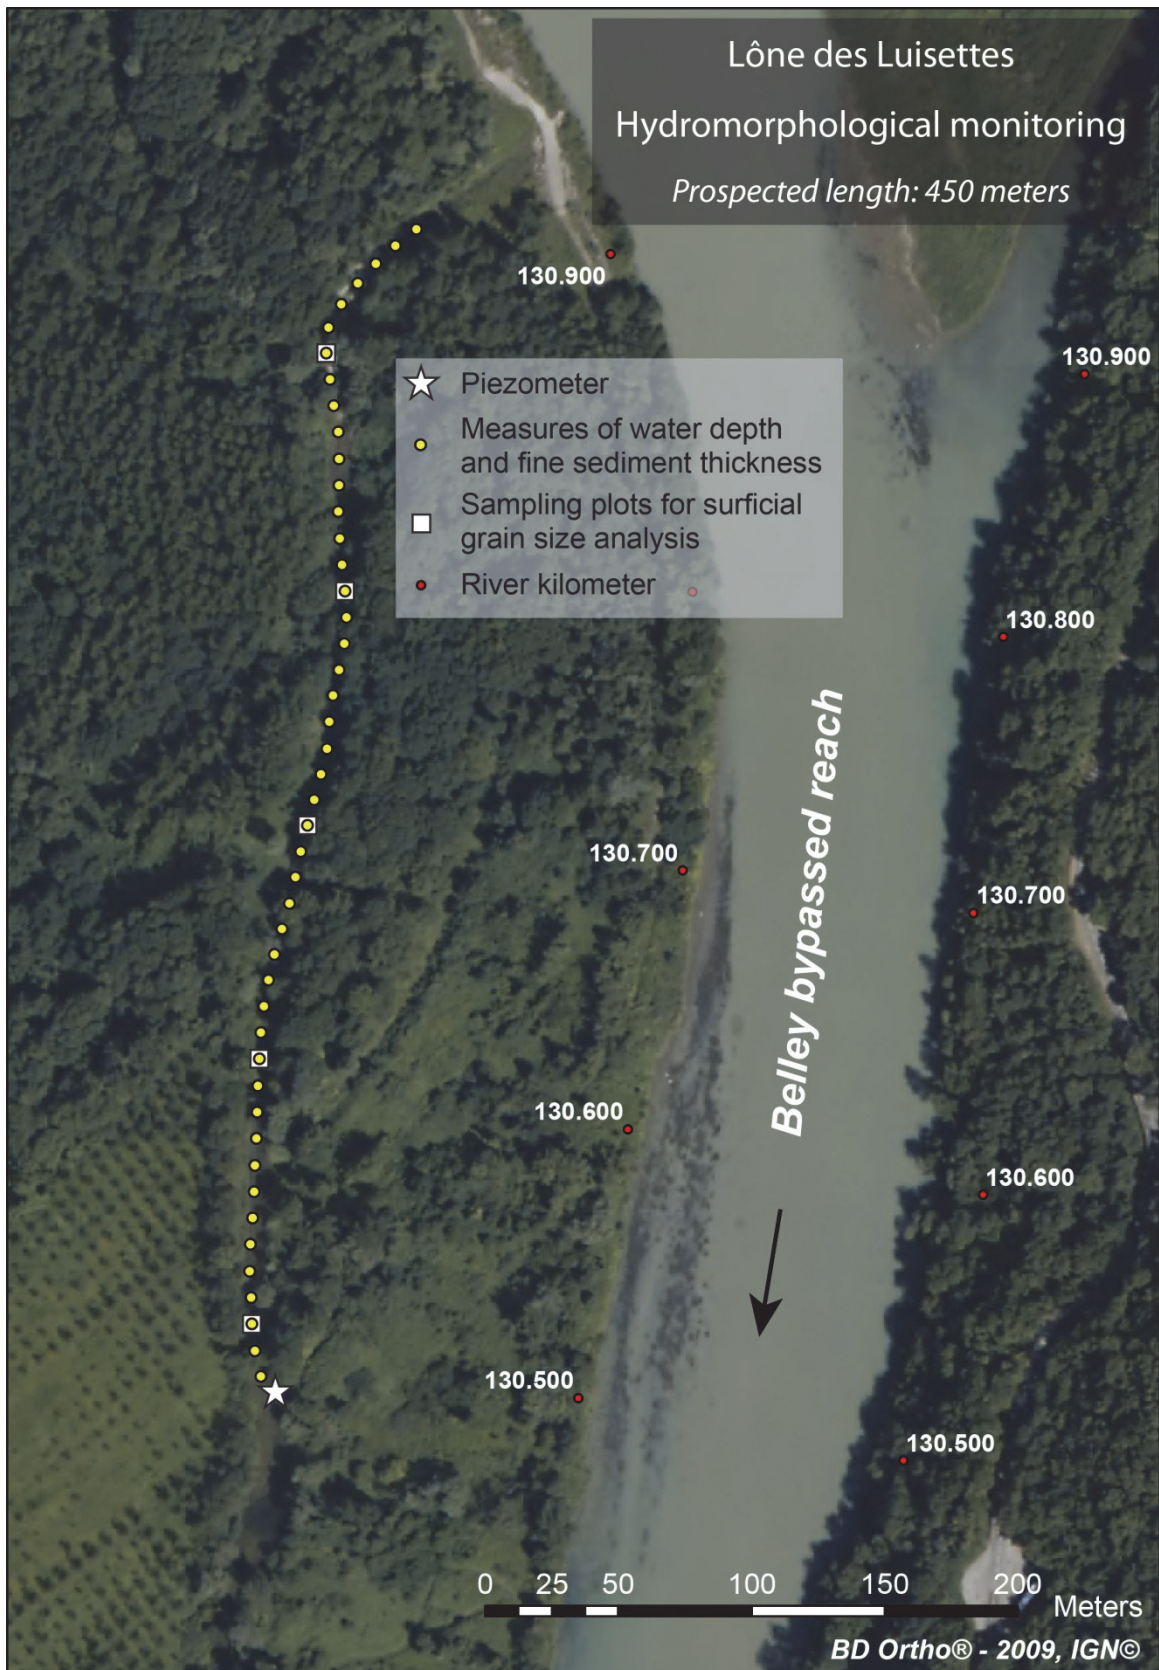 Lône des Luisettes
Hydromorphological monitoring
Prospected length: 450 meters
130.900
130.900
Piezometer
Measures of water depth
and fine sediment thickness
Sampling plots for surficial
grain size analysis
River kilometer
130.800
130.700
130.700
Belley bypassed reach
130.600
130.600
130.500
130.500
0 25 50 100 150 200
Meters
BD Ortho® - 2009, IGN©